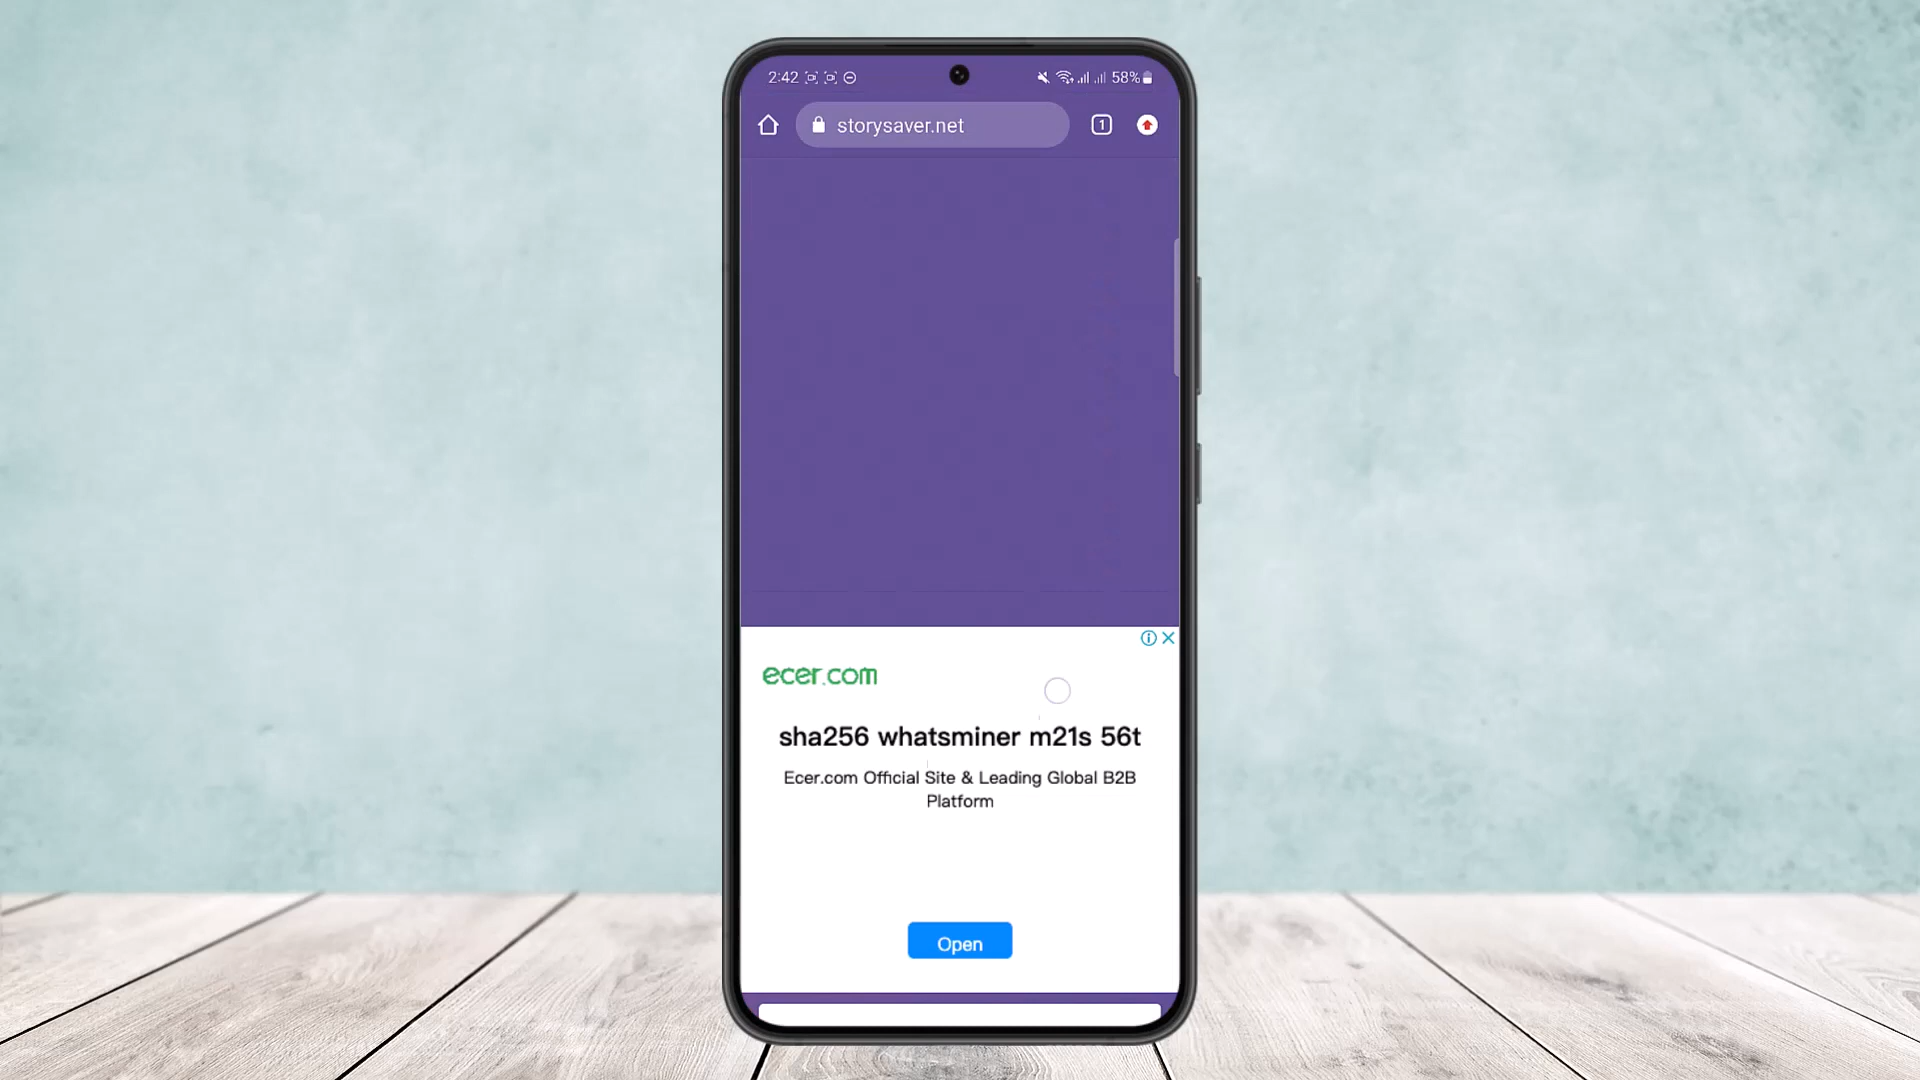 2:42
58%
storysaver.net
1
ecer.com
sha256 whatsminer m21s 56t
Ecer.com Official Site & Leading Global B2B
Platform
Open